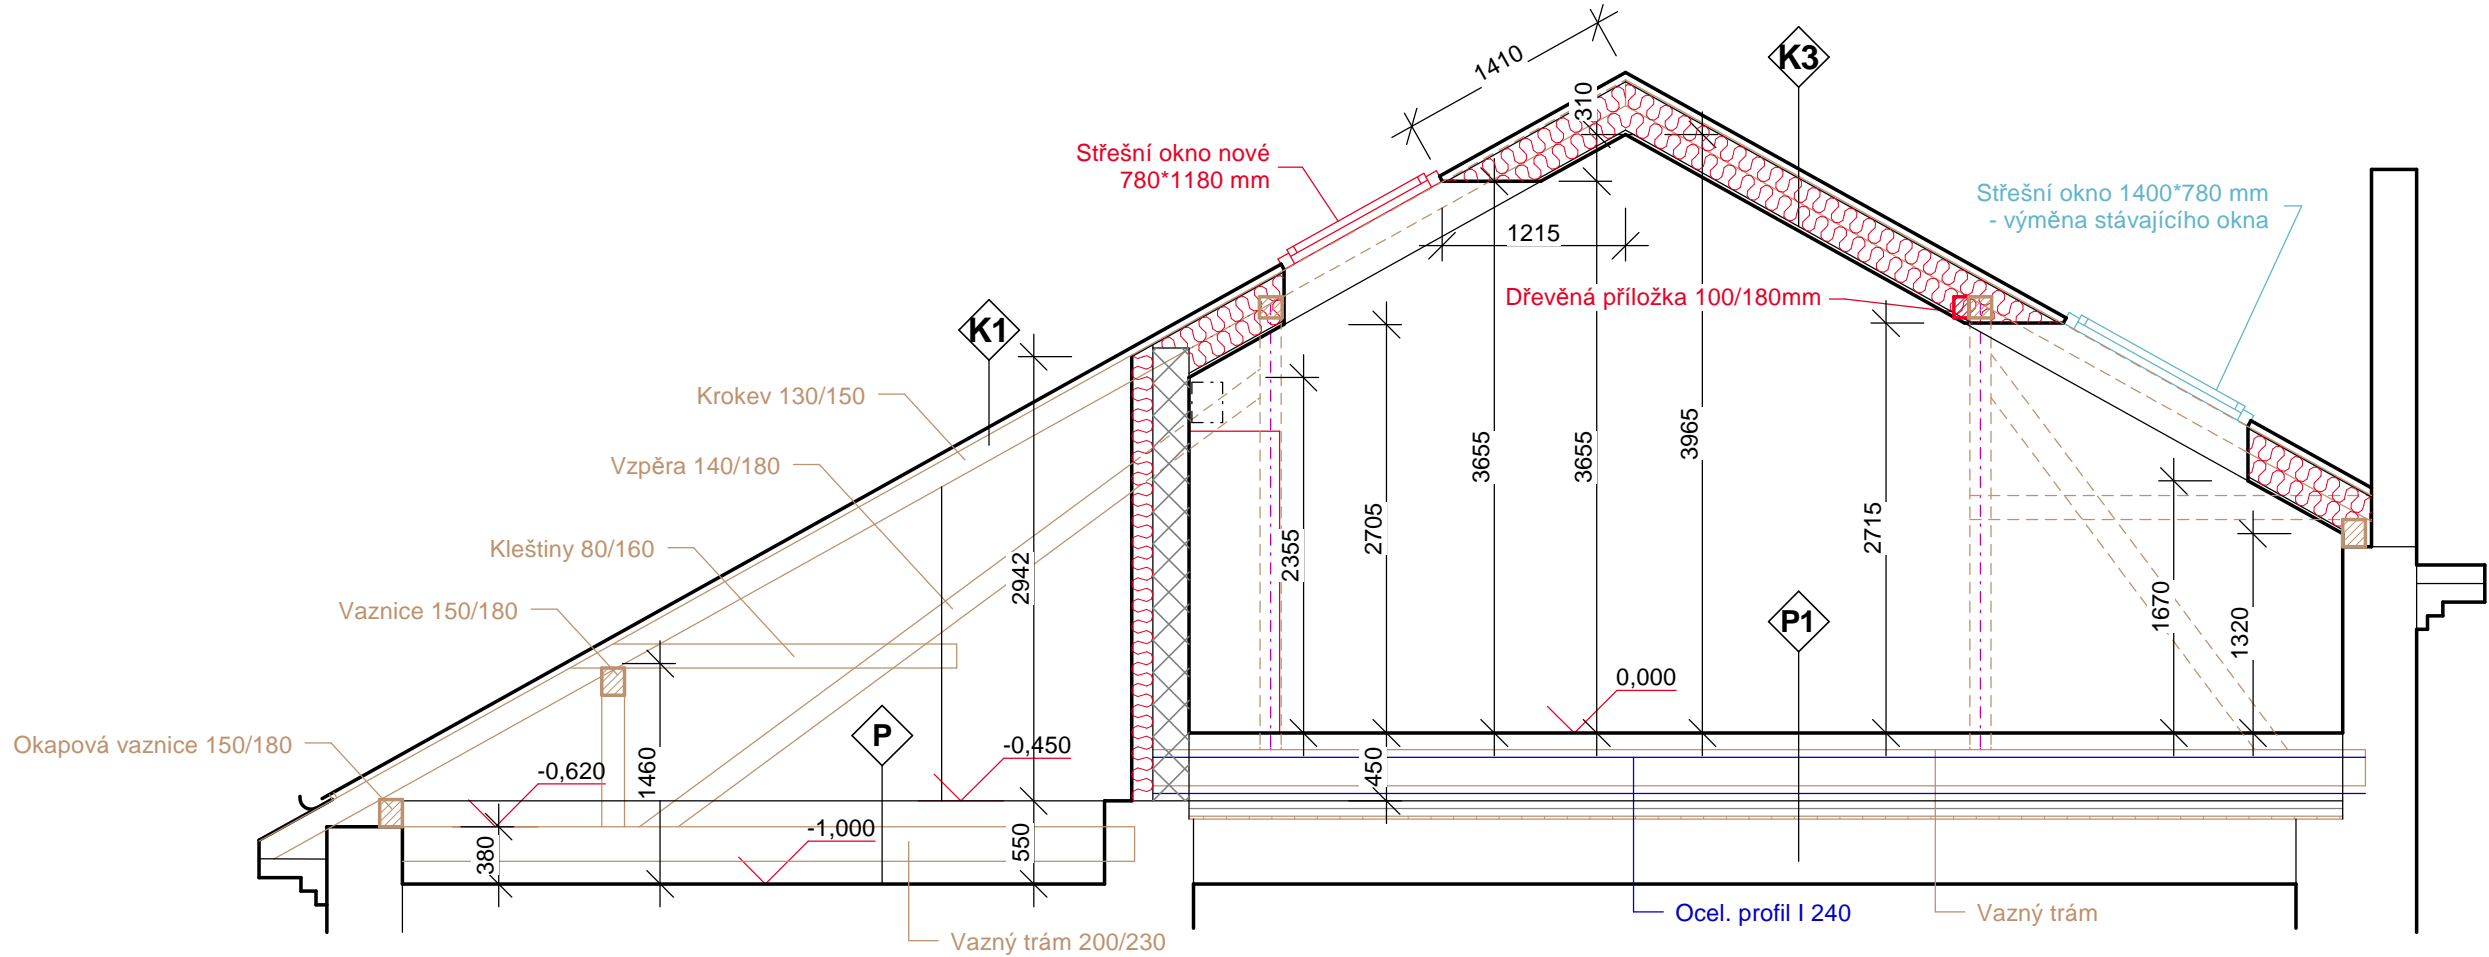 1410
K3
310
Střešní okno nové
780*1180 mm
Střešní okno 1400*780 mm
- výměna stávajícího okna
1215
Dřevěná příložka 100/180mm
K1
Krokev 130/150
Vzpěra 140/180
Kleštiny 80/160
Vaznice 150/180
Okapová vaznice 150/180
2942
2355
2705
3655
3655
3965
2715
1670
1320
P1
0,000
P
-0,450
-0,620
1460
450
-1,000
380
550
Ocel. profil I 240
Vazný trám
Vazný trám 200/230